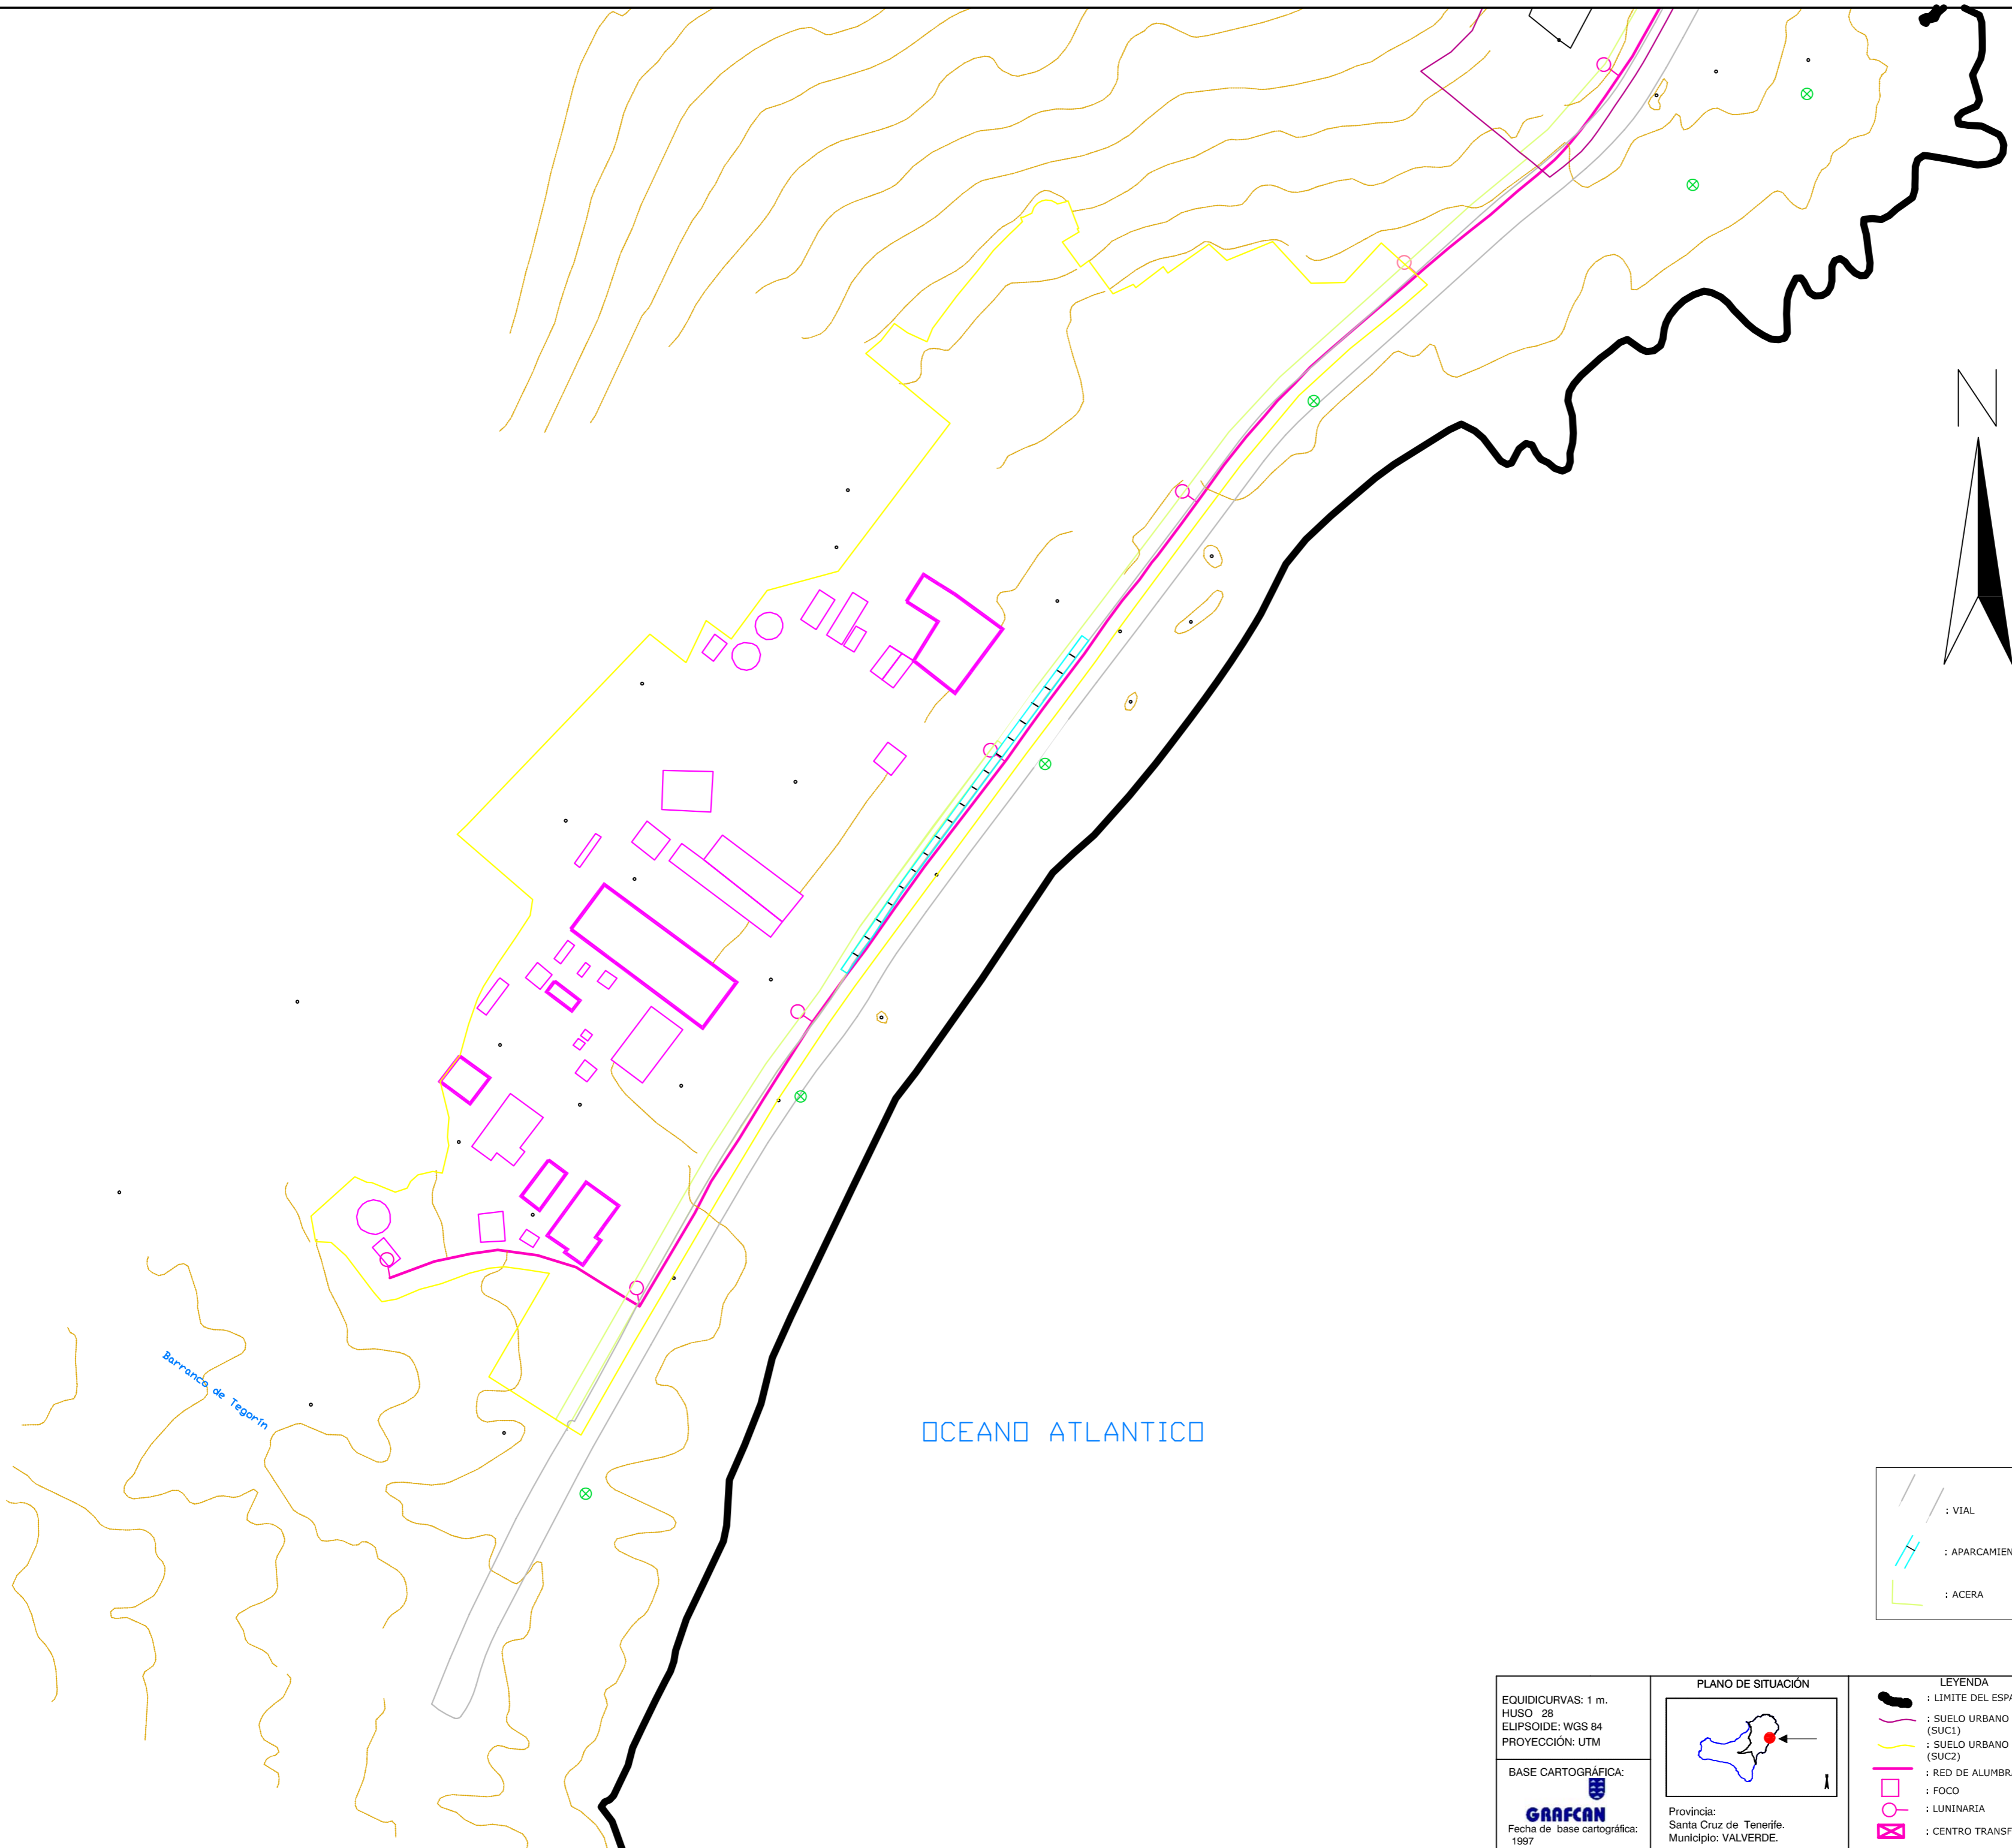 N
Barranco de Tegorín
OCEANO ATLANTICO
: VIAL
: APARCAMIEN
: ACERA
EQUIDICURVAS: 1 m.
HUSO 28
ELIPSOIDE: WGS 84
PROYECCIÓN: UTM
BASE CARTOGRÁFICA:
GRAFCAN
Fecha de base cartográfica:
1997
PLANO DE SITUACIÓN
Provincia:
Santa Cruz de Tenerife.
Municipio: VALVERDE.
LEYENDA
: LIMITE DEL ESPA
: SUELO URBANO
(SUC1)
: SUELO URBANO
(SUC2)
: RED DE ALUMBRA
: FOCO
: LUNINARIA
: CENTRO TRANSF